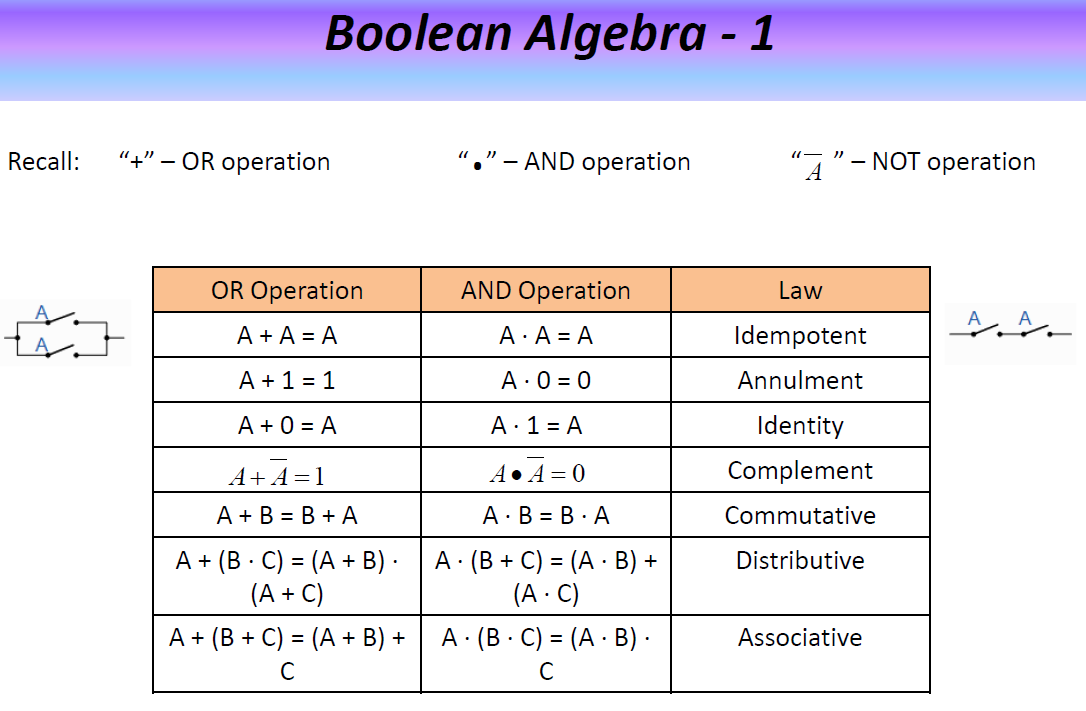 Boolean Algebra - 1
Recall: “+” – OR operation “•” – AND operation “A̅” – NOT operation
OR Operation AND Operation Law
A + A = A A · A = A Idempotent
A + 1 = 1 A · 0 = 0 Annulment
A + 0 = A A · 1 = A Identity
A + A̅ = 1 A • A̅ = 0 Complement
A + B = B + A A · B = B · A Commutative
A + (B · C) = (A + B) · A · (B + C) = (A · B) + Distributive
(A + C) (A · C)
A + (B + C) = (A + B) + A · (B · C) = (A · B) · Associative
C C
A
A
A A